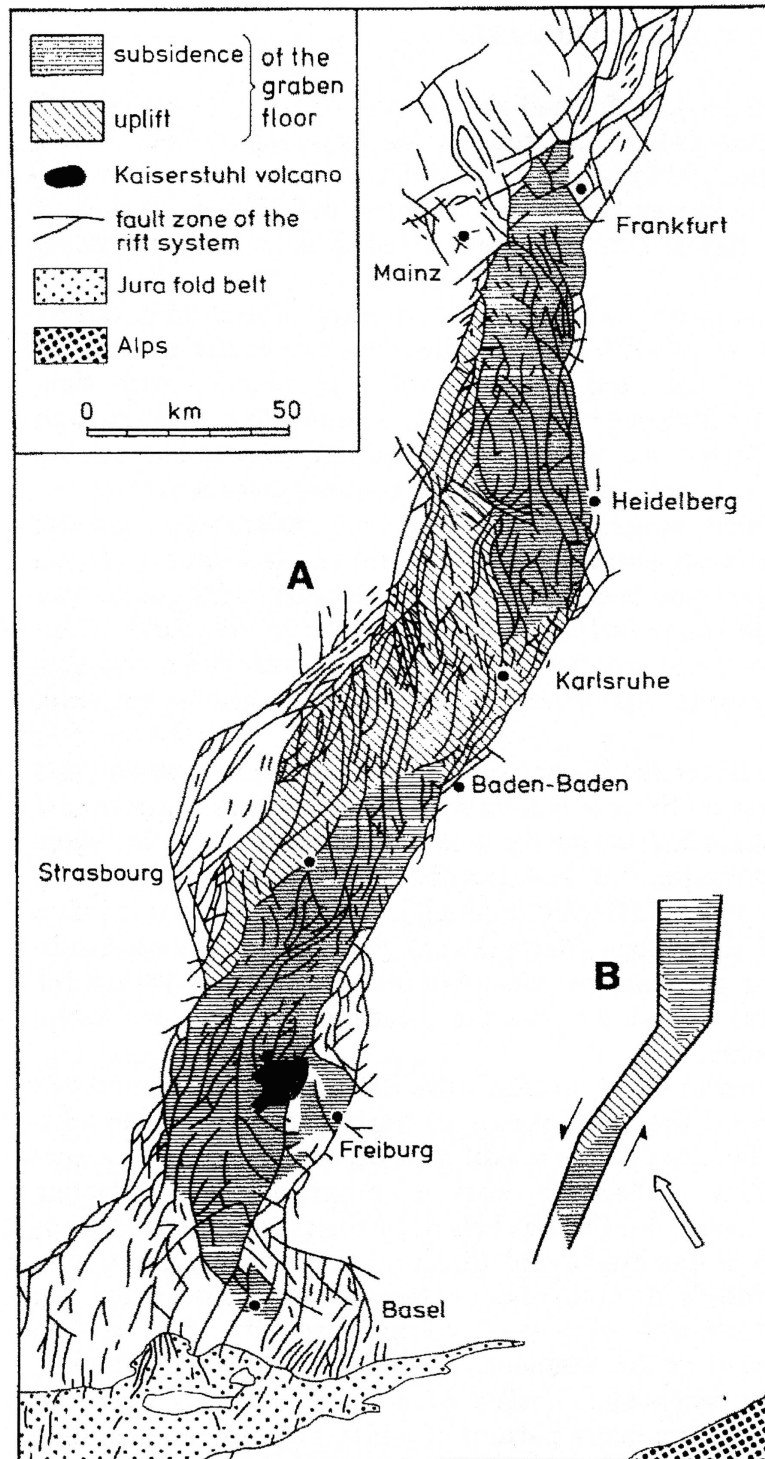 subsidence
uplift
of the
graben
floor
Kaiserstuhl volcano
fault zone of the
rift system
Jura fold belt
Alps
0 km 50
Frankfurt
Mainz
Heidelberg
A
Karlsruhe
Baden-Baden
Strasbourg
B
Freiburg
Basel